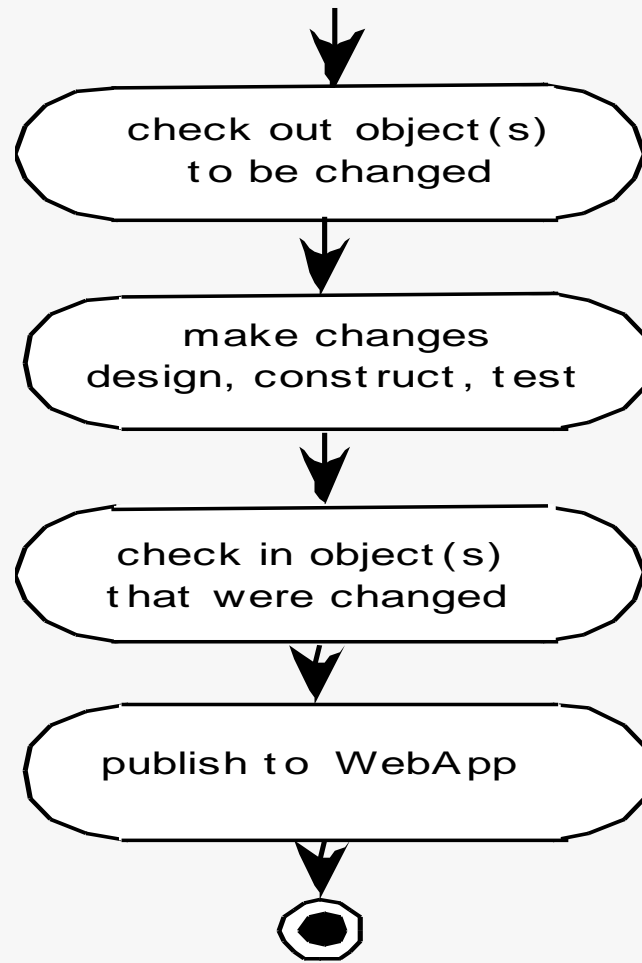 check out object(s)
to be changed
make changes
design, construct, test
check in object(s)
that were changed
publish to WebApp